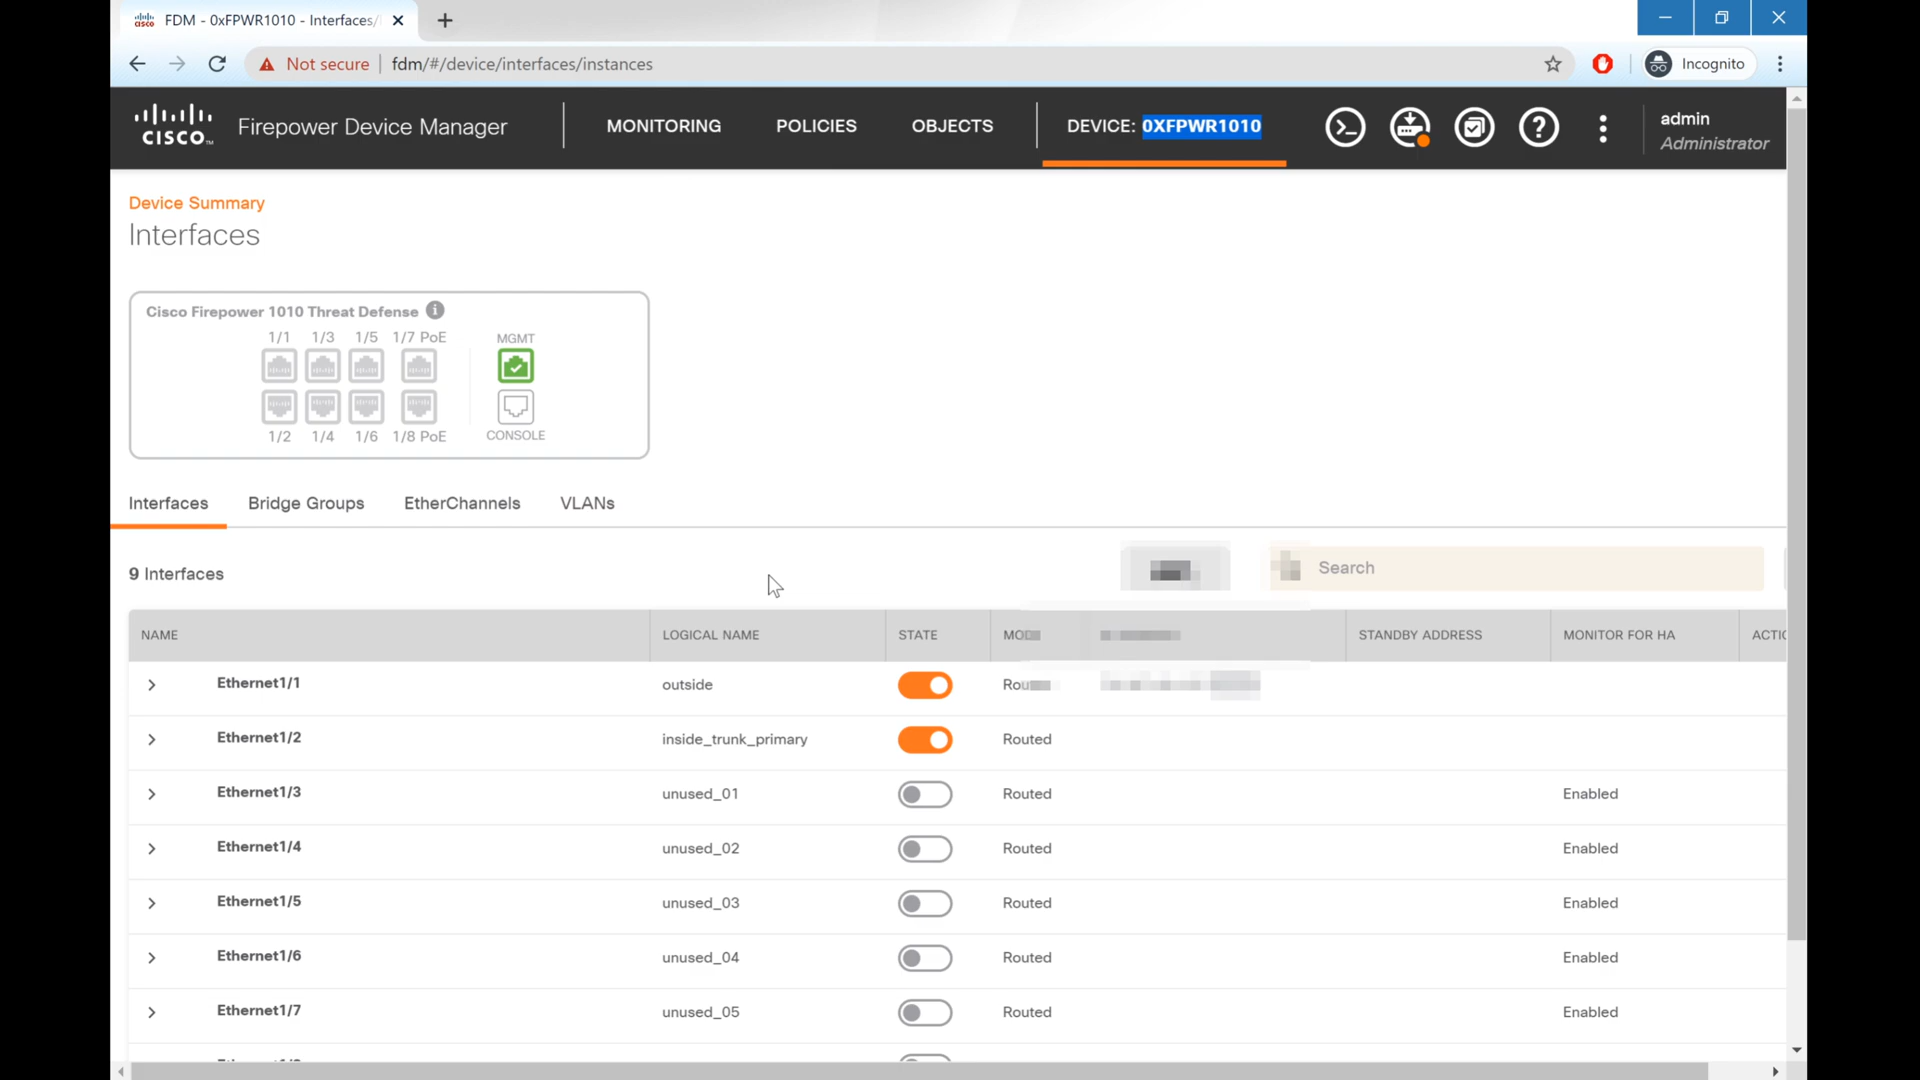 FDM - 0xFPWR1010 - Interfaces/
Not secure fdm/#/device/interfaces/instances Incognito
CISCO Firepower Device Manager MONITORING POLICIES OBJECTS DEVICE: 0XFPWR1010 admin
Administrator
Device Summary
Interfaces
Cisco Firepower 1010 Threat Defense
1/1 1/3 1/5 1/7 PoE MGMT
1/2 1/4 1/6 1/8 PoE CONSOLE
Interfaces Bridge Groups EtherChannels VLANs
9 Interfaces Search
NAME LOGICAL NAME STATE STANDBY ADDRESS MONITOR FOR HA
Ethernet1/1 outside
Ethernet1/2 inside_trunk_primary Routed
Ethernet1/3 unused_01 Routed Enabled
Ethernet1/4 unused_02 Routed Enabled
Ethernet1/5 unused_03 Routed Enabled
Ethernet1/6 unused_04 Routed Enabled
Ethernet1/7 unused_05 Routed Enabled